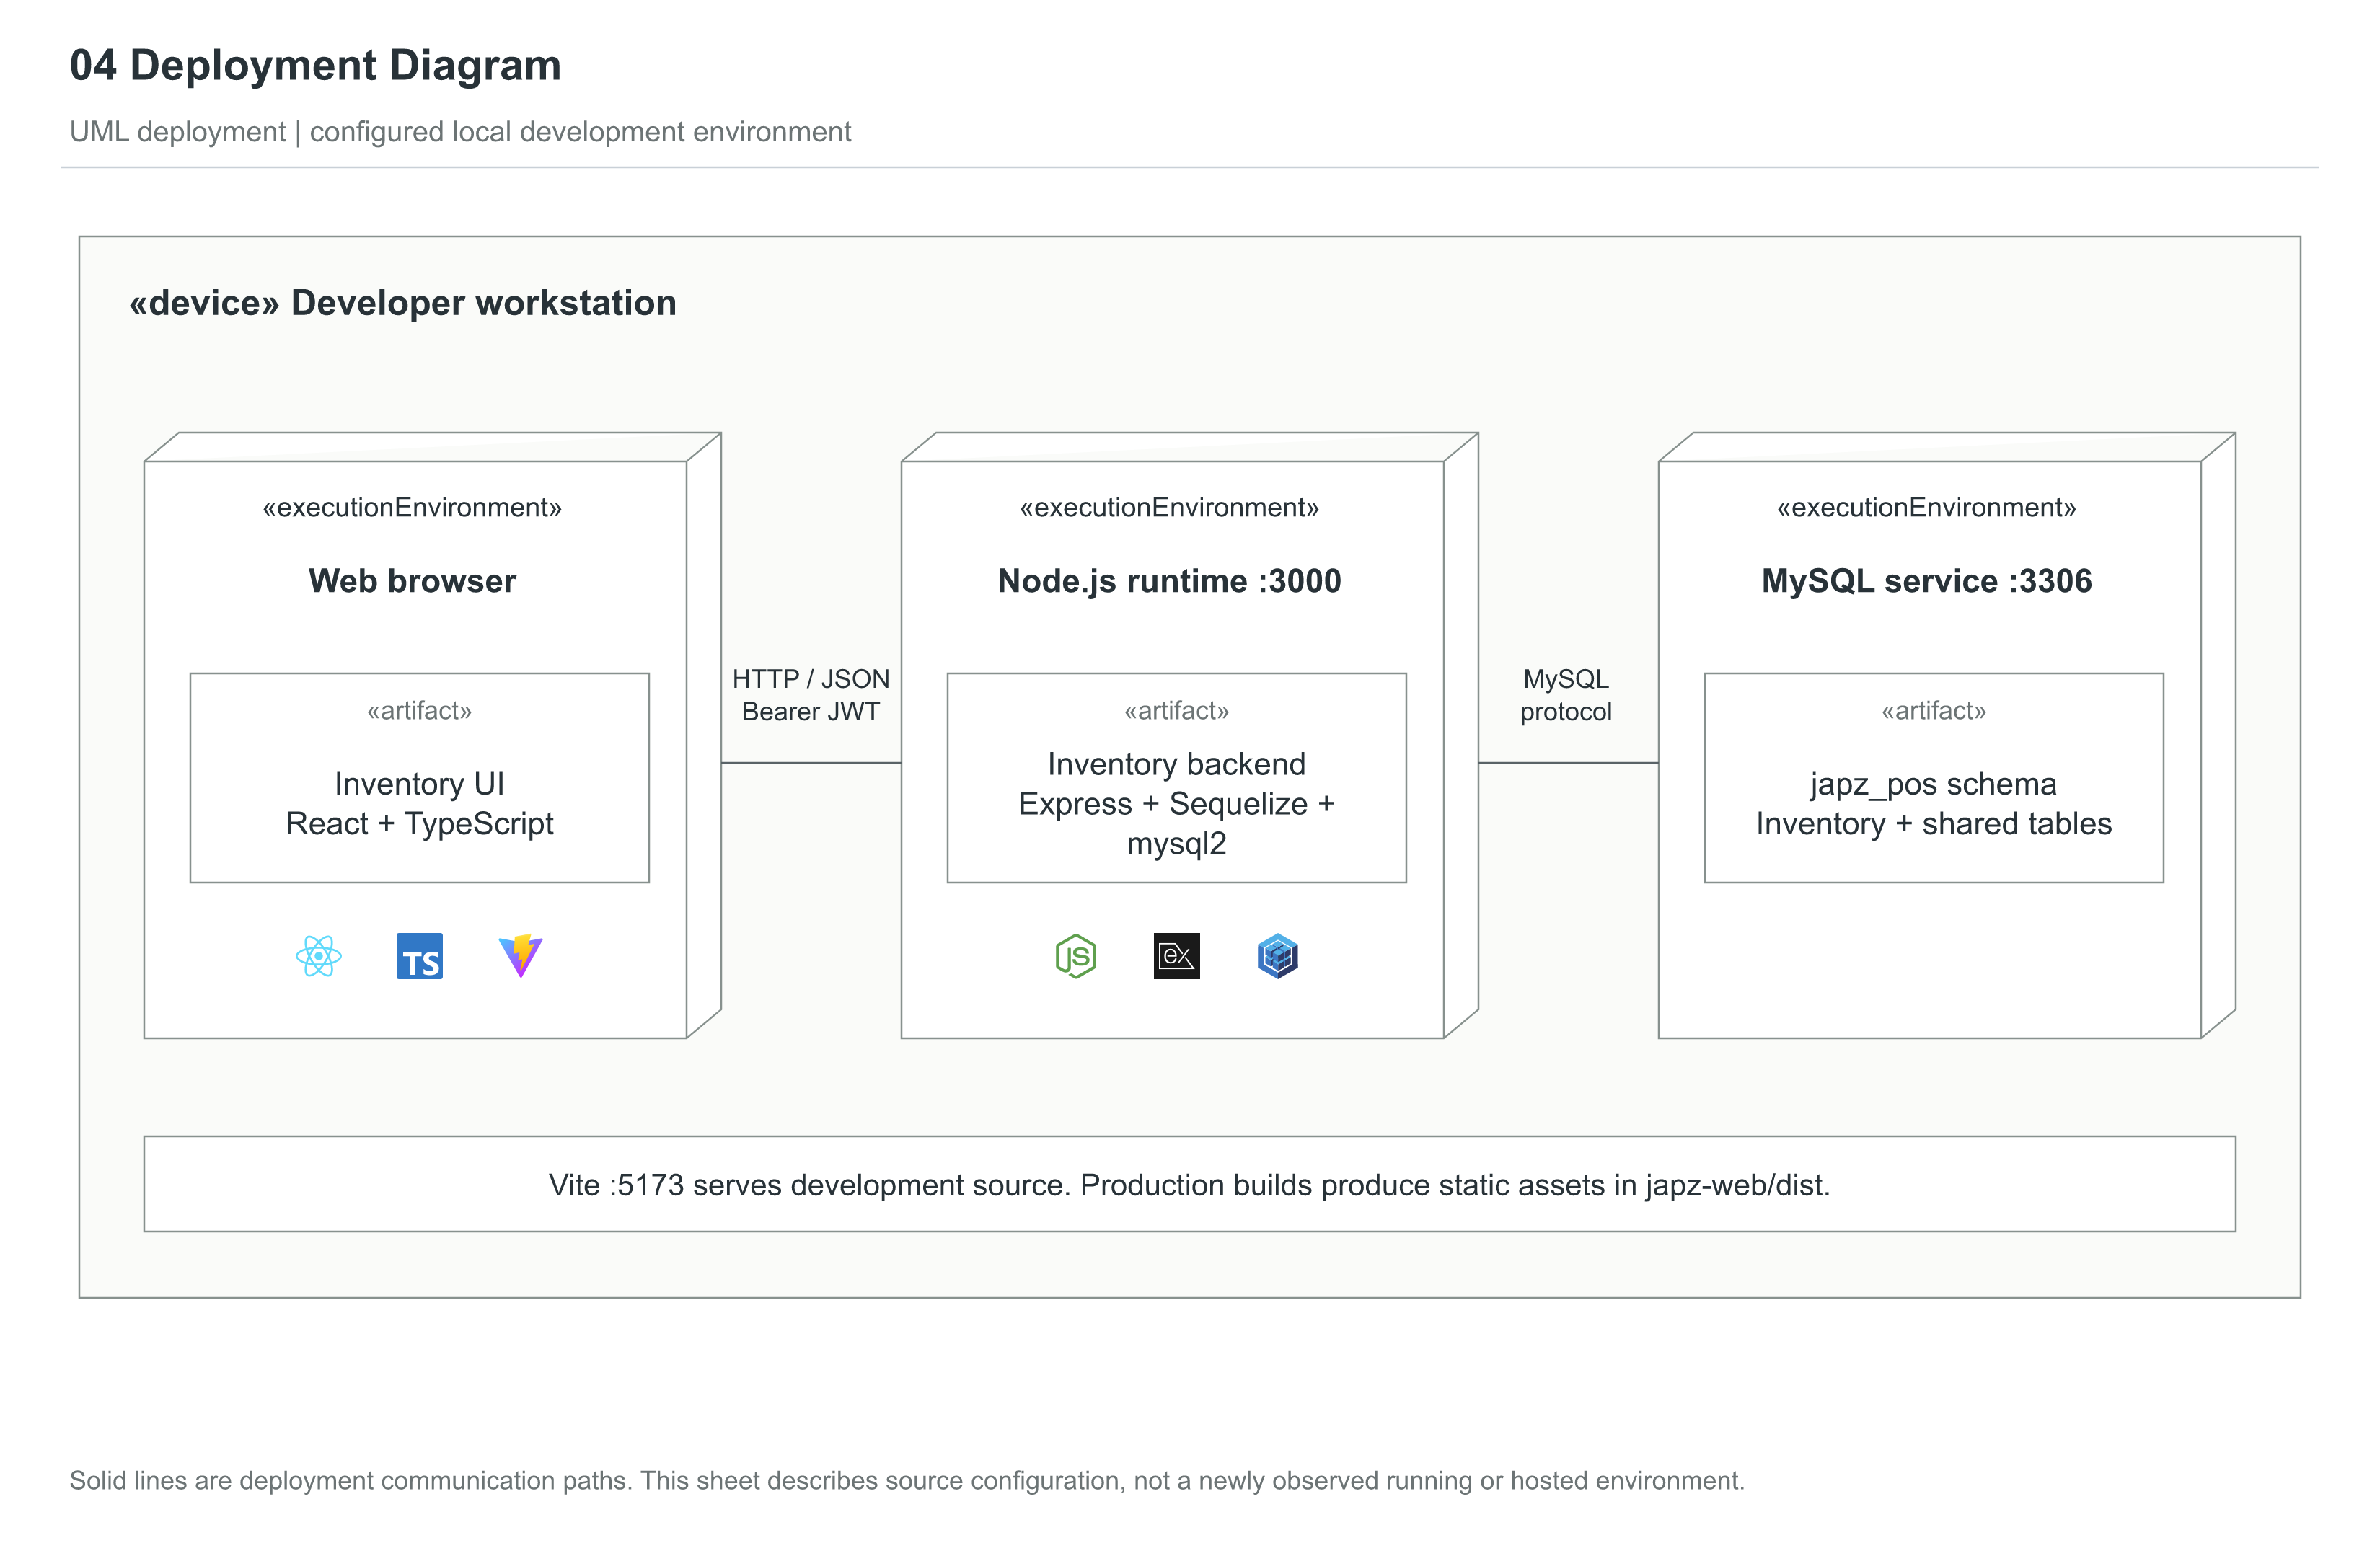 04 Deployment Diagram
UML deployment | configured local development environment
«device» Developer workstation
«executionEnvironment»
Web browser
«artifact»
Inventory UI
React + TypeScript
TS
HTTP / JSON
Bearer JWT
«executionEnvironment»
Node.js runtime :3000
«artifact»
Inventory backend
Express + Sequelize +
mysql2
JS
ex
MySQL
protocol
«executionEnvironment»
MySQL service :3306
«artifact»
japz_pos schema
Inventory + shared tables
Vite :5173 serves development source. Production builds produce static assets in japz-web/dist.
Solid lines are deployment communication paths. This sheet describes source configuration, not a newly observed running or hosted environment.